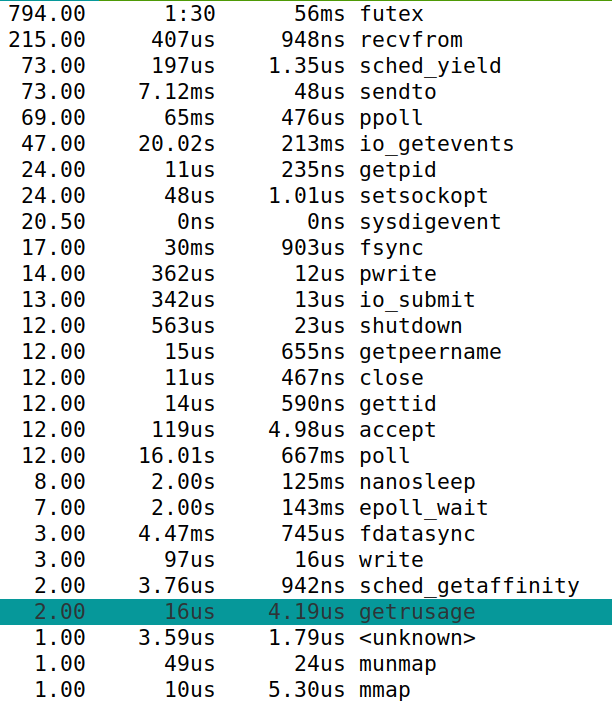 794.00 1:30 56ms futex
215.00 407us 948ns recvfrom
73.00 197us 1.35us sched_yield
73.00 7.12ms 48us sendto
69.00 65ms 476us ppoll
47.00 20.02s 213ms io_getevents
24.00 11us 235ns getpid
24.00 48us 1.01us setsockopt
20.50 0ns 0ns sysdigevent
17.00 30ms 903us fsync
14.00 362us 12us pwrite
13.00 342us 13us io_submit
12.00 563us 23us shutdown
12.00 15us 655ns getpeername
12.00 11us 467ns close
12.00 14us 590ns gettid
12.00 119us 4.98us accept
12.00 16.01s 667ms poll
8.00 2.00s 125ms nanosleep
7.00 2.00s 143ms epoll_wait
3.00 4.47ms 745us fdatasync
3.00 97us 16us write
2.00 3.76us 942ns sched_getaffinity
2.00 16us 4.19us getrusage
1.00 3.59us 1.79us <unknown>
1.00 49us 24us munmap
1.00 10us 5.30us mmap